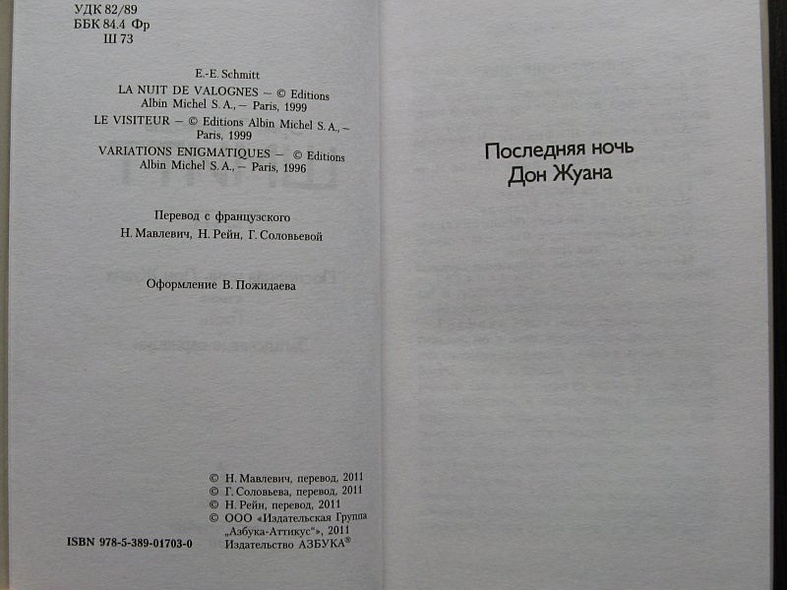 УДК 82/89
ББК 84.4 Фр
Ш 73
E.-E. Schmitt
LA NUIT DE VALOGNES — © Editions
Albin Michel S. A., — Paris, 1999
LE VISITEUR — © Editions Albin Michel S. A., —
Paris, 1999
VARIATIONS ENIGMATIQUES — © Editions
Albin Michel S. A., — Paris, 1996
Перевод с французского
Н. Мавлевич, Н. Рейн, Г. Соловьевой
Оформление В. Пожидаева
© Н. Мавлевич, перевод, 2011
© Г. Соловьева, перевод, 2011
© Н. Рейн, перевод, 2011
© ООО «Издательская Группа
„Азбука-Аттикус“», 2011
ISBN 978-5-389-01703-0 Издательство АЗБУКА®
Последняя ночь
Дон Жуана